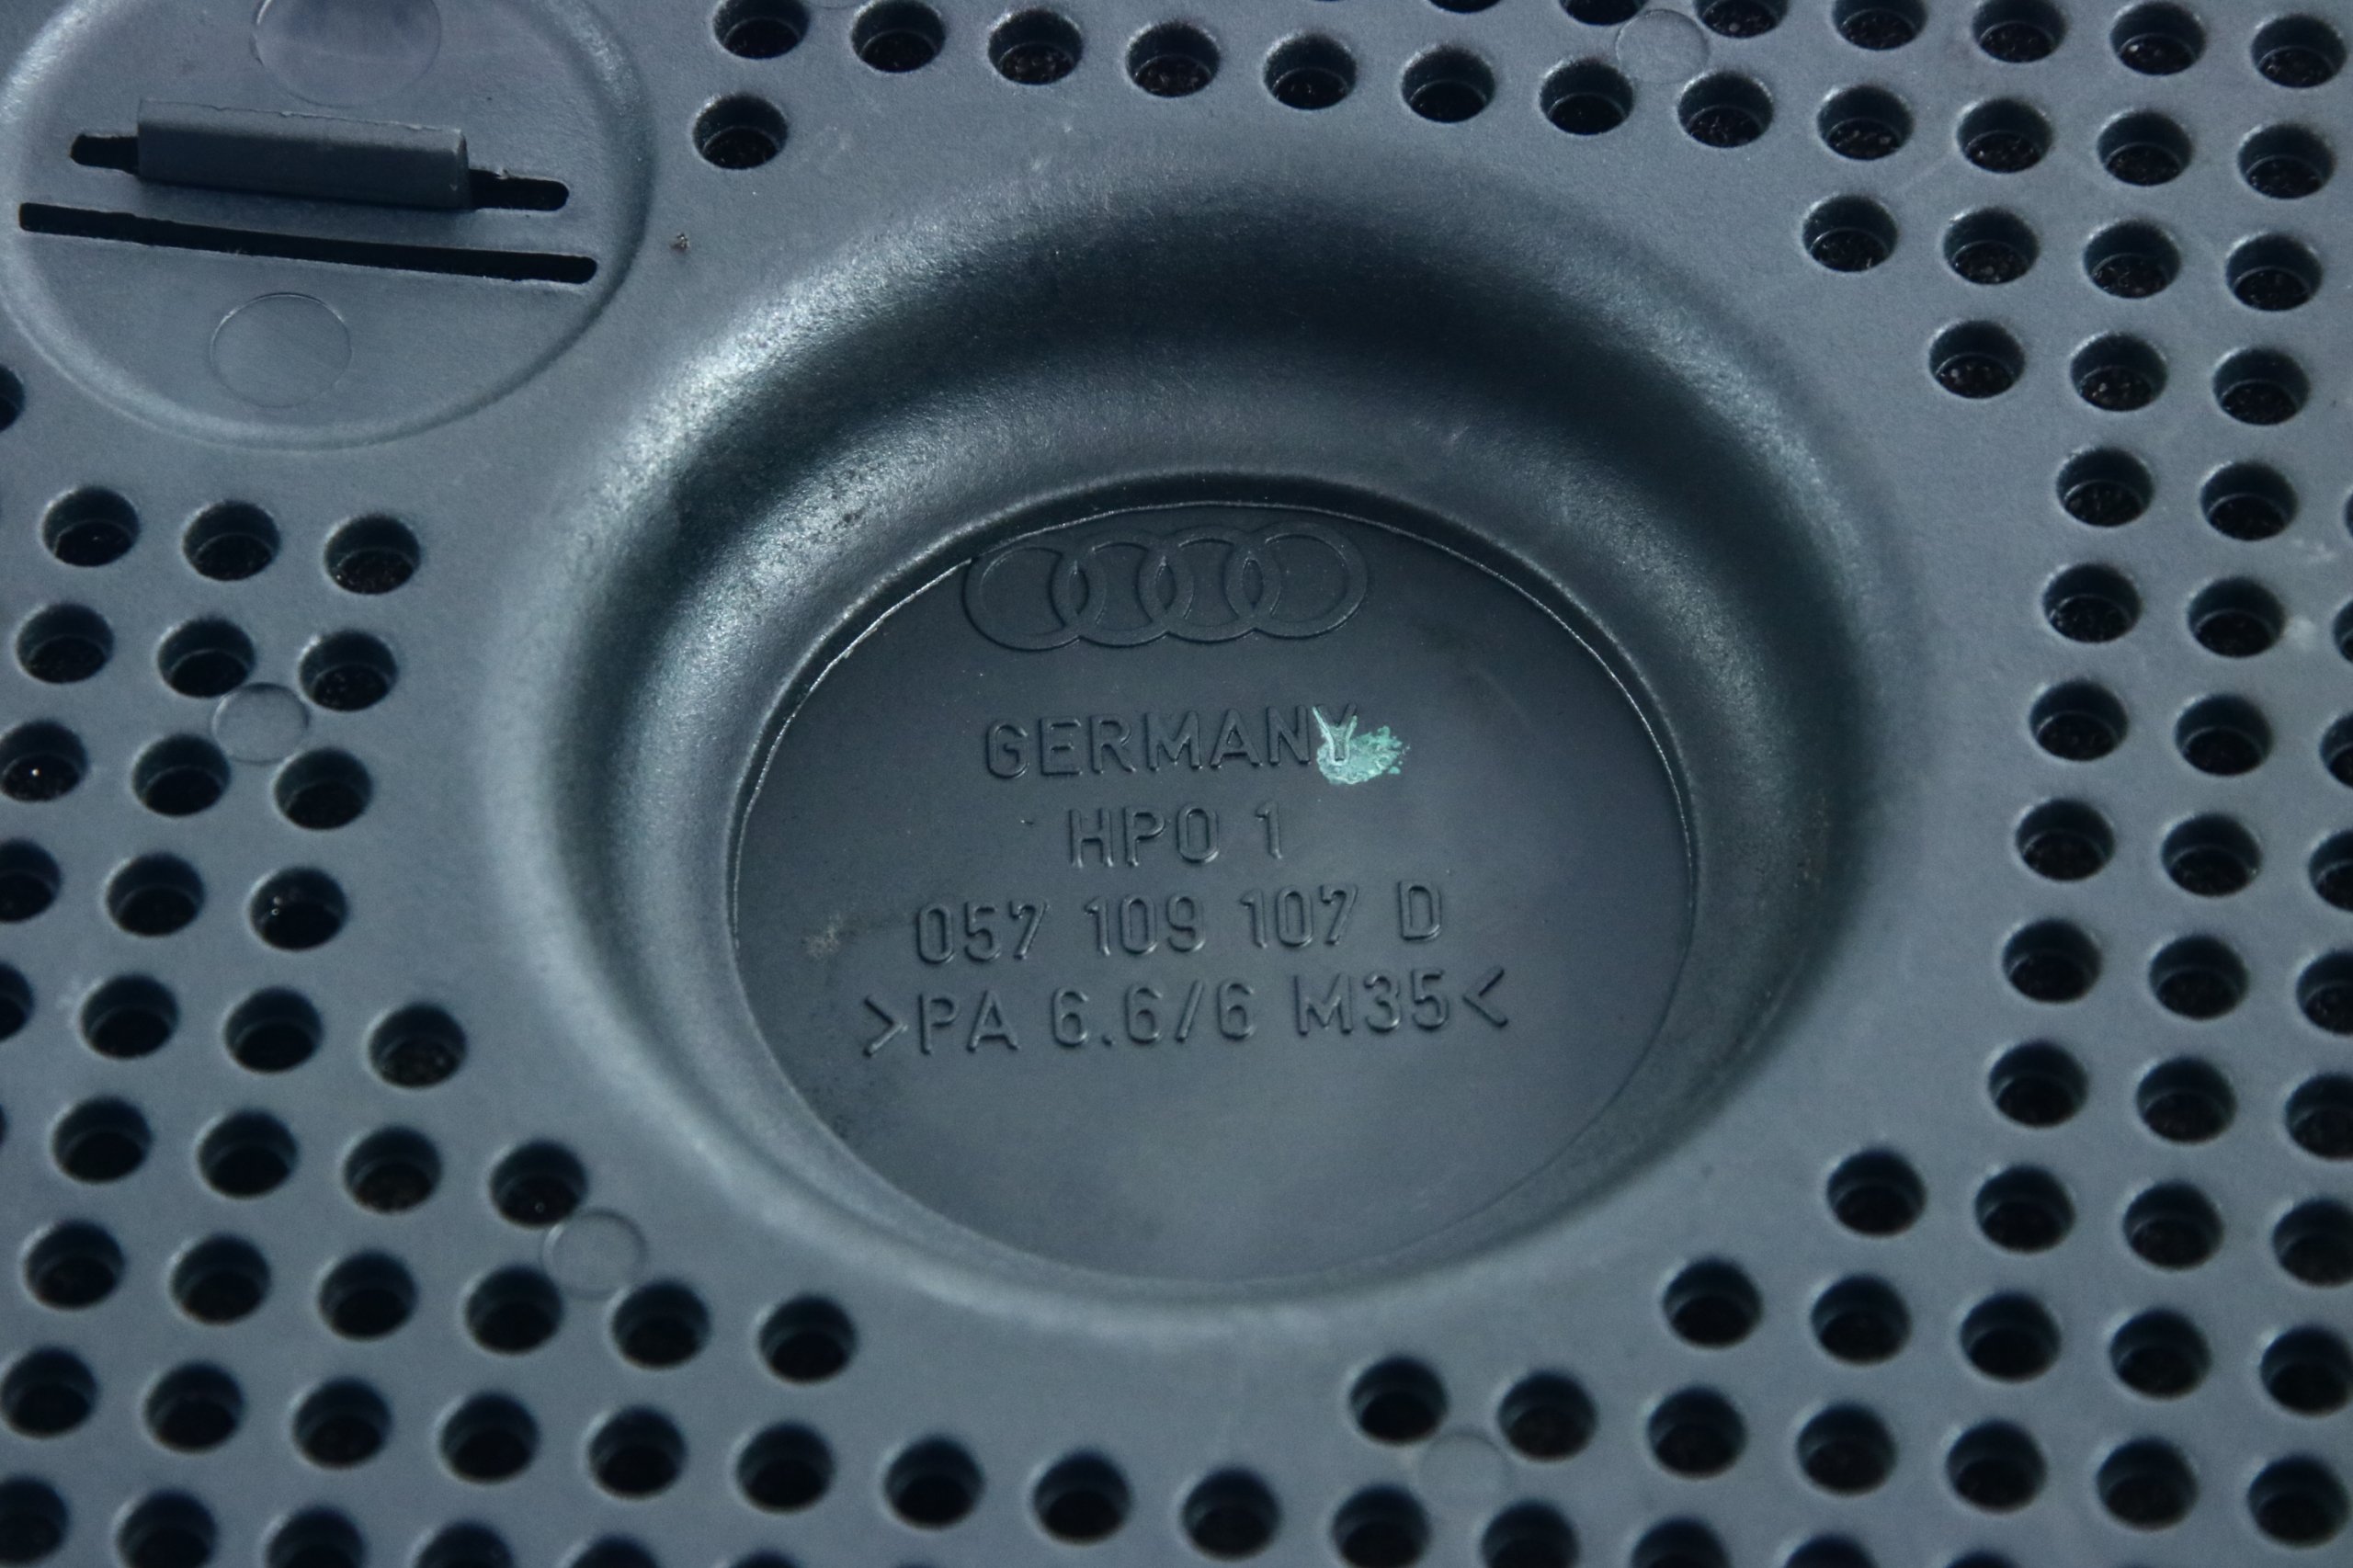 GERMANY
HPO 1
057 109 107 D
>PA 6.6/6 M35<